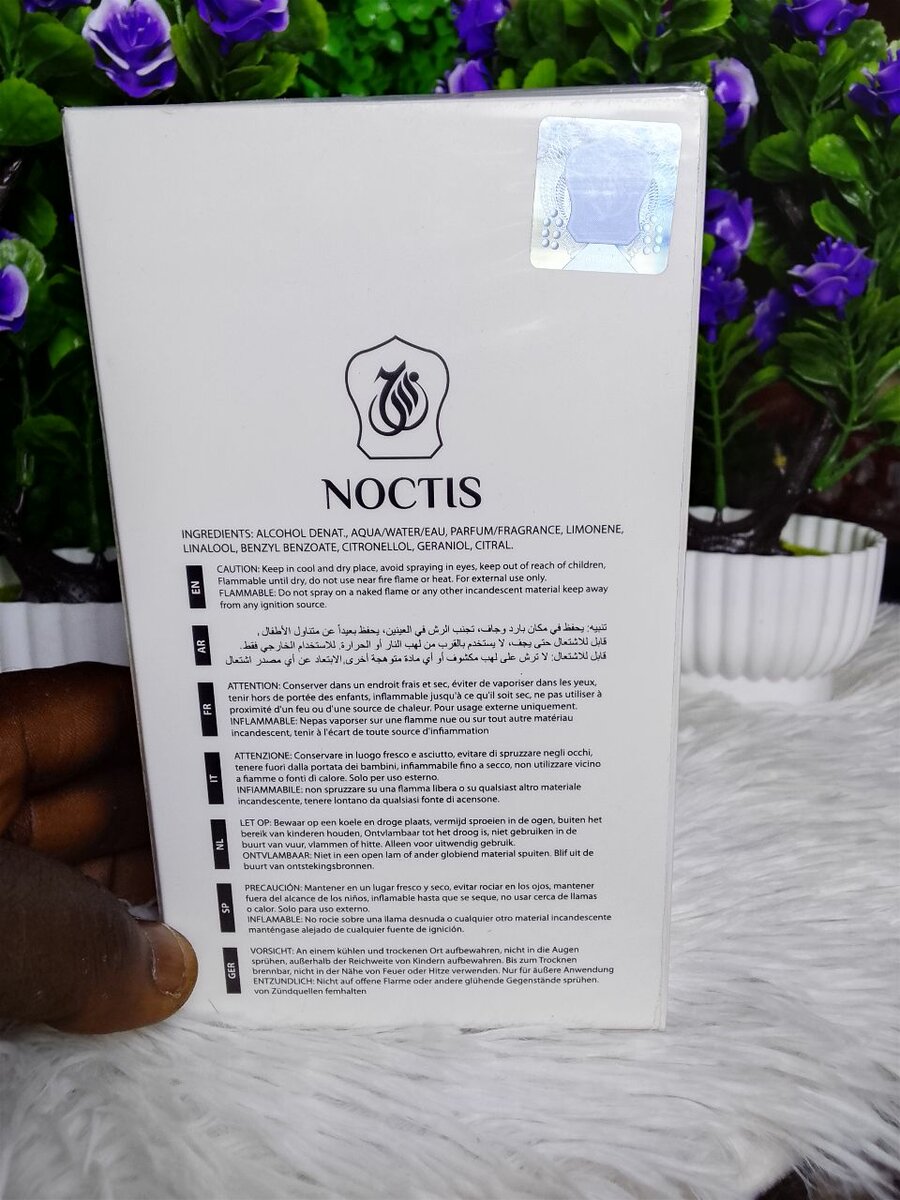 NOCTIS
INGREDIENTS: ALCOHOL DENAT., AQUA/WATER/EAU, PARFUM/FRAGRANCE, LIMONENE,
LINALOOL, BENZYL BENZOATE, CITRONELLOL, GERANIOL, CITRAL.
EN
CAUTION: Keep in cool and dry place, avoid spraying in eyes, keep out of reach of children,
Flammable until dry, do not use near fire flame or heat. For external use only.
FLAMMABLE: Do not spray on a naked flame or any other incandescent material keep away
from any ignition source.
AR
تنبيه: يحفظ في مكان بارد وجاف، تجنب الرش في العينين، يحفظ بعيداً عن متناول الأطفال ,
قابل للاشتعال حتى يجف، لا يستخدم بالقرب من لهب النار أو الحرارة. للاستخدام الخارجي فقط.
قابل للاشتعال: لا ترش على لهب مكشوف أو أي مادة متوهجة أخرى.الابتعاد عن أي مصدر اشتعال
FR
ATTENTION: Conserver dans un endroit frais et sec, éviter de vaporiser dans les yeux,
tenir hors de portée des enfants, inflammable jusqu'à ce qu'il soit sec, ne pas utiliser à
proximité d'un feu ou d'une source de chaleur. Pour usage externe uniquement.
INFLAMMABLE: Nepas vaporiser sur une flamme nue ou sur tout autre matériau
incandescent, tenir à l'écart de toute source d'inflammation
IT
ATTENZIONE: Conservare in luogo fresco e asciutto, evitare di spruzzare negli occhi,
tenere fuori dalla portata dei bambini, infiammabile fino a secco, non utilizzare vicino
a fiamme o fonti di calore. Solo per uso esterno.
INFIAMMABILE: non spruzzare su una fiamma libera o su qualsiast altro materiale
incandescente, tenere lontano da qualsiasi fonte di acensone.
NL
LET OP: Bewaar op een koele en droge plaats, vermijd sproeien in de ogen, buiten het
bereik van kinderen houden, Ontvlambaar tot het droog is, niet gebruiken in de
buurt van vuur, vlammen of hitte. Alleen voor uitwendig gebruik.
ONTVLAMBAAR: Niet in een open lam of ander globiend material spuiten. Blif uit de
buurt van ontstekingsbronnen.
SP
PRECAUCIÓN: Mantener en un lugar fresco y seco, evitar rociar en los ojos, mantener
fuera del alcance de los niños, inflamable hasta que se seque, no usar cerca de llamas
o calor. Solo para uso externo.
INFLAMABLE: No rocie sobre una llama desnuda o cualquier otro material incandescente
manténgase alejado de cualquier fuente de ignición.
GER
VORSICHT: An einem kühlen und trockenen Ort aufbewahren, nicht in die Augen
sprühen, außerhalb der Reichweite von Kindern aufbewahren. Bis zum Trocknen
brennbar, nicht in der Nähe von Feuer oder Hitze verwenden. Nur für äußere Anwendung
ENTZUNDLICH: Nicht auf offene Flarme oder andere glühende Gegenstände sprühen.
von Zündquellen femhalten